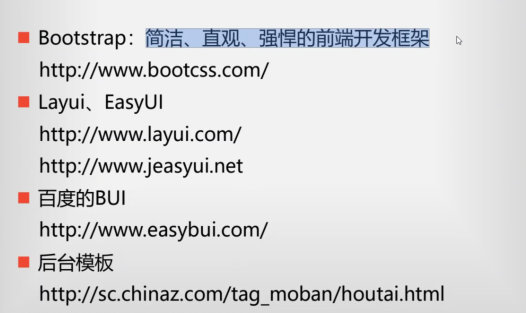 Bootstrap：简洁、直观、强悍的前端开发框架
http://www.bootcss.com/
Layui、EasyUI
http://www.layui.com/
http://www.jeasyui.net
百度的BUI
http://www.easybui.com/
后台模板
http://sc.chinaz.com/tag_moban/houtai.html